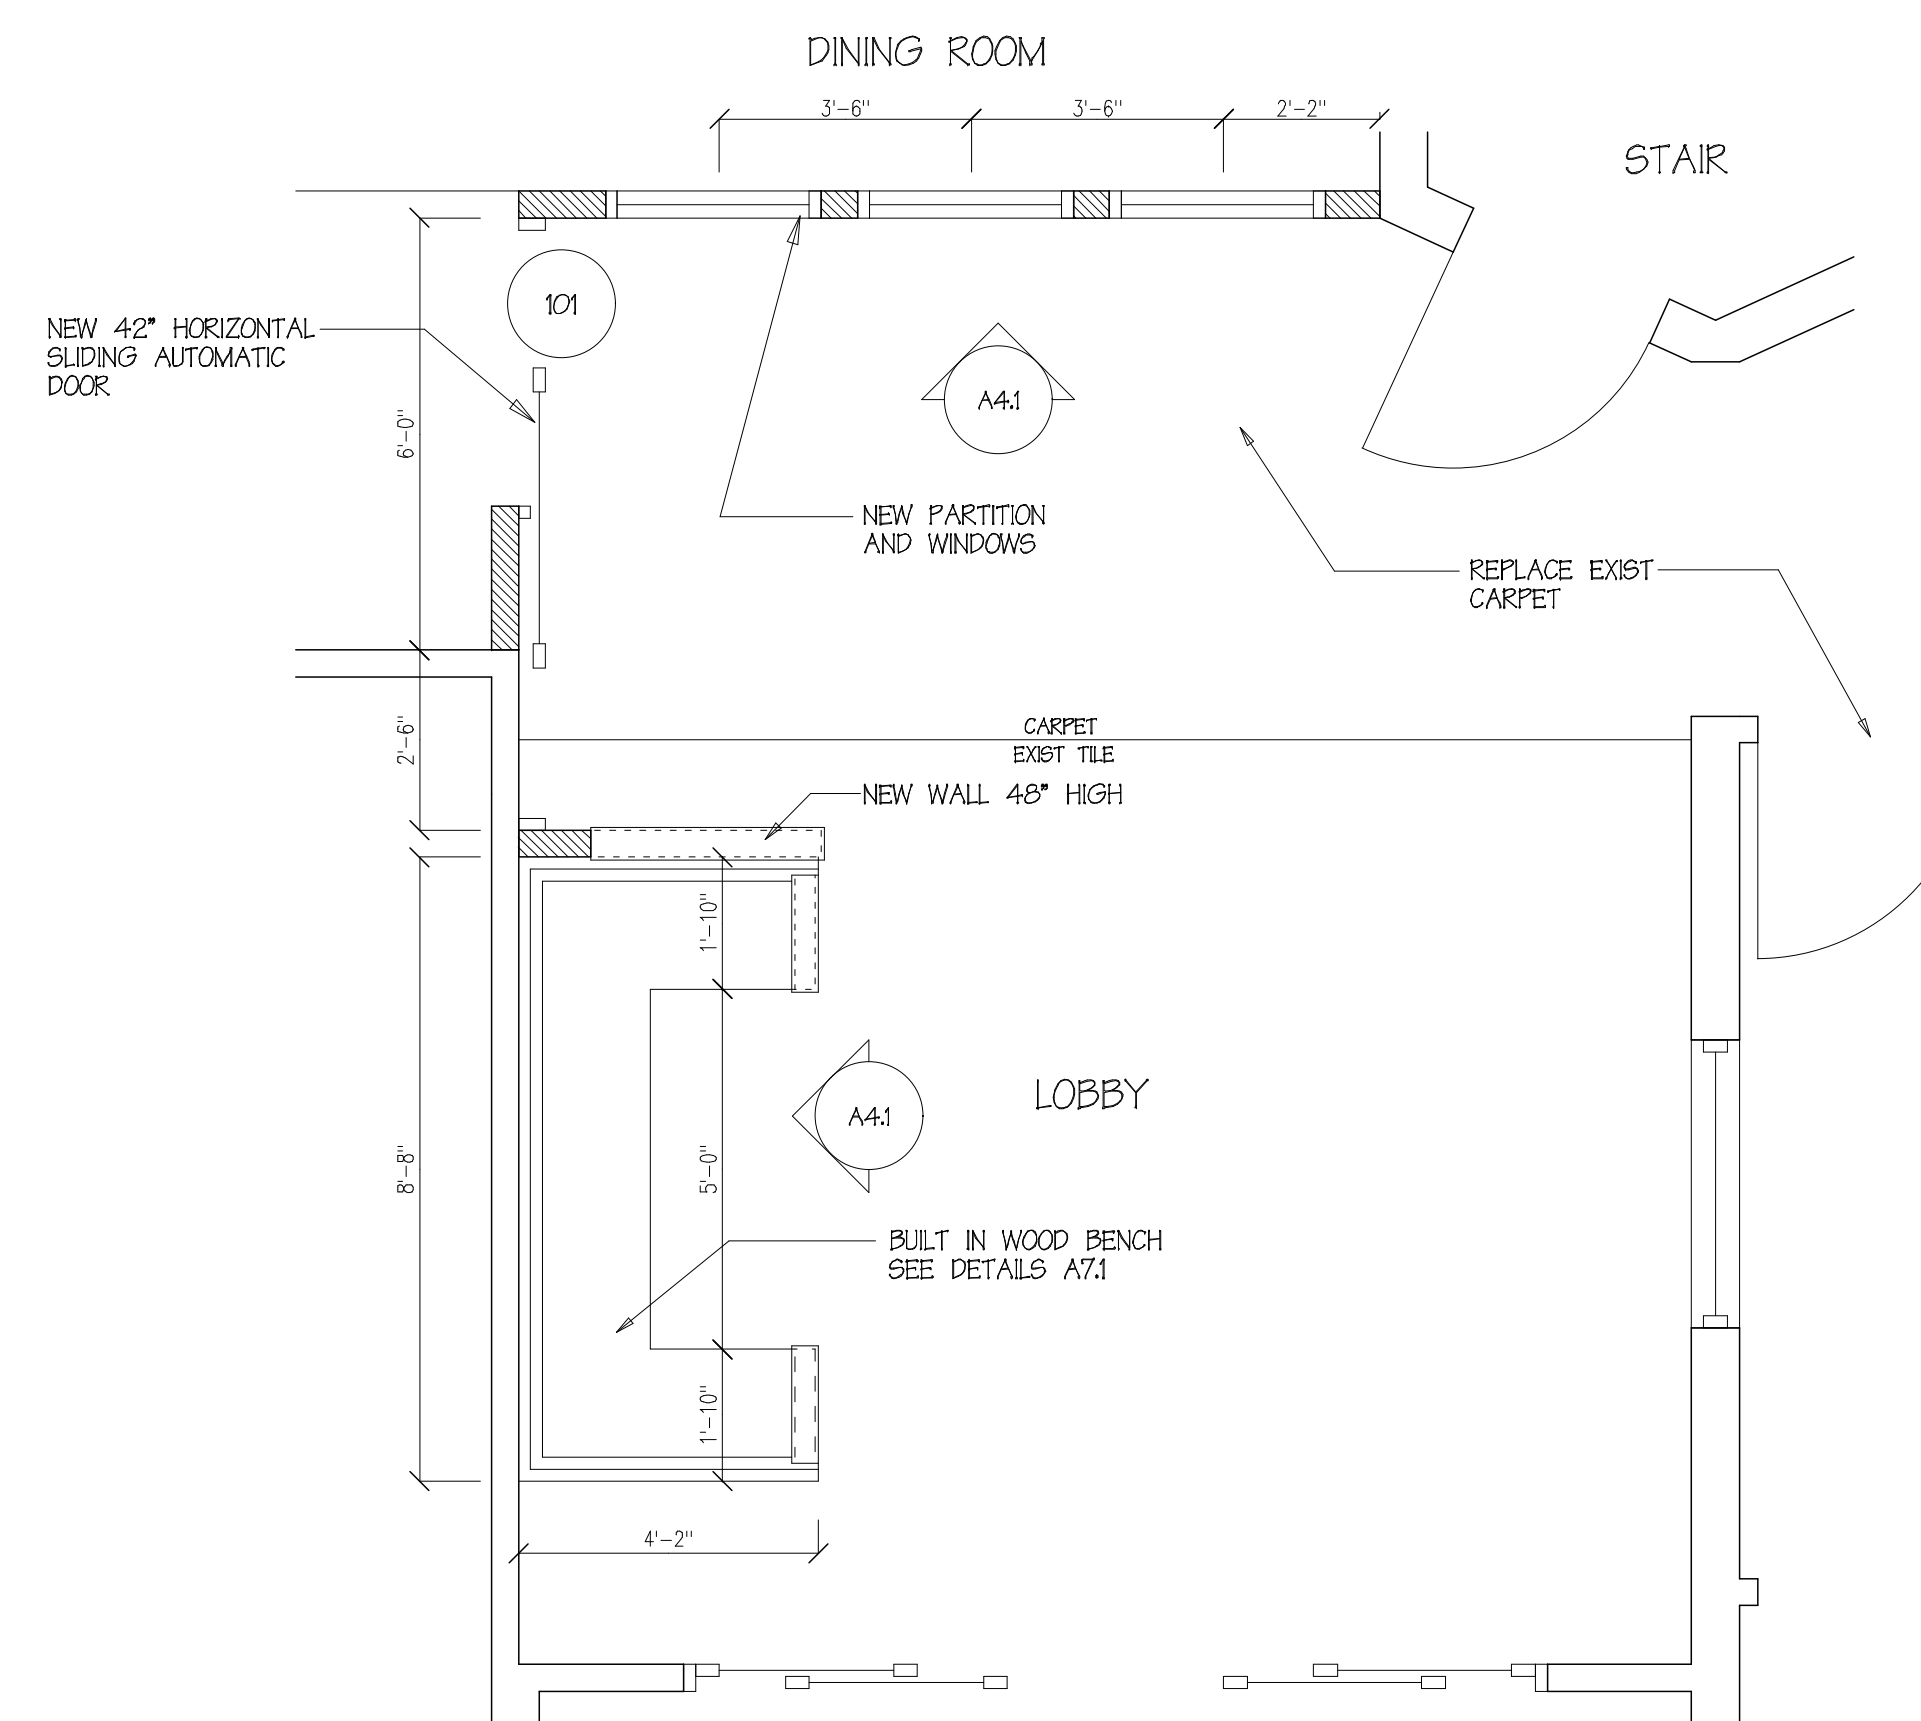 DINING ROOM
3'-6" 3'-6" 2'-2"
STAIR
101
NEW 42" HORIZONTAL
SLIDING AUTOMATIC
DOOR
A4.1
6'-0"
NEW PARTITION
AND WINDOWS
REPLACE EXIST
CARPET
CARPET
EXIST TILE
2'-6"
NEW WALL 48" HIGH
1'-10"
LOBBY
A4.1
8'-8"
5'-0"
BUILT IN WOOD BENCH
SEE DETAILS A7.1
1'-10"
4'-2"